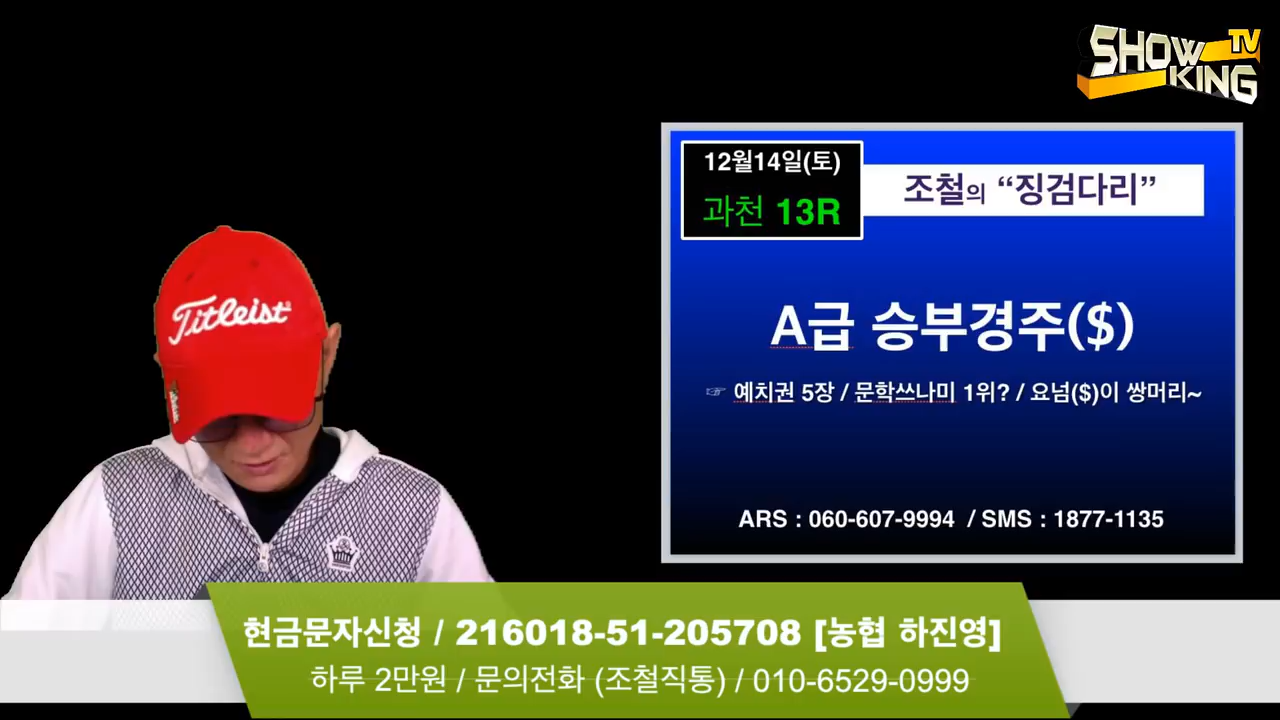 SHOW TV
KING
12월14일(토)
과천 13R
조철의 “징검다리”
A급 승부경주($)
☞ 예치권 5장 / 문학쓰나미 1위? / 요넘($)이 쌍머리~
ARS : 060-607-9994 / SMS : 1877-1135
Titleist
현금문자신청 / 216018-51-205708 [농협 하진영]
하루 2만원 / 문의전화 (조철직통) / 010-6529-0999